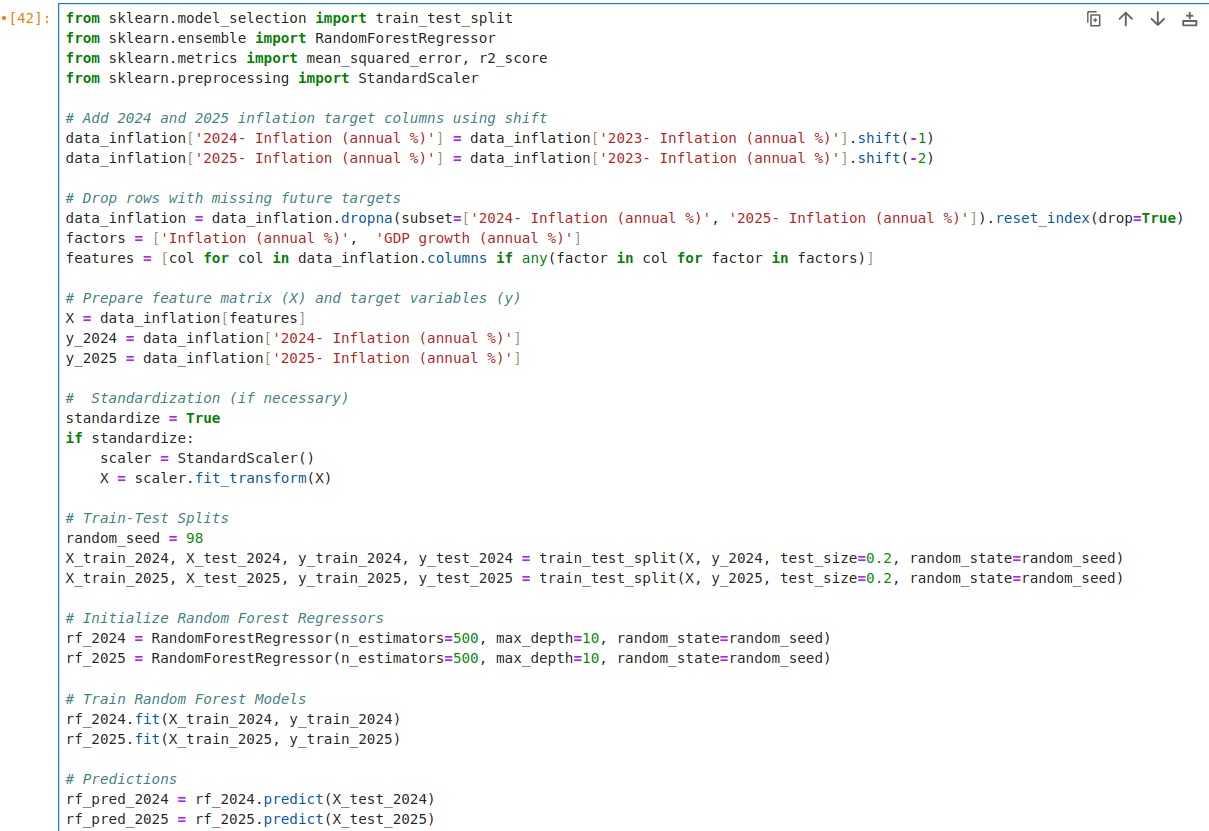 [42]:
from sklearn.model_selection import train_test_split
from sklearn.ensemble import RandomForestRegressor
from sklearn.metrics import mean_squared_error, r2_score
from sklearn.preprocessing import StandardScaler

# Add 2024 and 2025 inflation target columns using shift
data_inflation['2024- Inflation (annual %)'] = data_inflation['2023- Inflation (annual %)'].shift(-1)
data_inflation['2025- Inflation (annual %)'] = data_inflation['2023- Inflation (annual %)'].shift(-2)

# Drop rows with missing future targets
data_inflation = data_inflation.dropna(subset=['2024- Inflation (annual %)', '2025- Inflation (annual %)']).reset_index(drop=True)
factors = ['Inflation (annual %)',  'GDP growth (annual %)']
features = [col for col in data_inflation.columns if any(factor in col for factor in factors)]

# Prepare feature matrix (X) and target variables (y)
X = data_inflation[features]
y_2024 = data_inflation['2024- Inflation (annual %)']
y_2025 = data_inflation['2025- Inflation (annual %)']

#  Standardization (if necessary)
standardize = True
if standardize:
    scaler = StandardScaler()
    X = scaler.fit_transform(X)

# Train-Test Splits
random_seed = 98
X_train_2024, X_test_2024, y_train_2024, y_test_2024 = train_test_split(X, y_2024, test_size=0.2, random_state=random_seed)
X_train_2025, X_test_2025, y_train_2025, y_test_2025 = train_test_split(X, y_2025, test_size=0.2, random_state=random_seed)

# Initialize Random Forest Regressors
rf_2024 = RandomForestRegressor(n_estimators=500, max_depth=10, random_state=random_seed)
rf_2025 = RandomForestRegressor(n_estimators=500, max_depth=10, random_state=random_seed)

# Train Random Forest Models
rf_2024.fit(X_train_2024, y_train_2024)
rf_2025.fit(X_train_2025, y_train_2025)

# Predictions
rf_pred_2024 = rf_2024.predict(X_test_2024)
rf_pred_2025 = rf_2025.predict(X_test_2025)